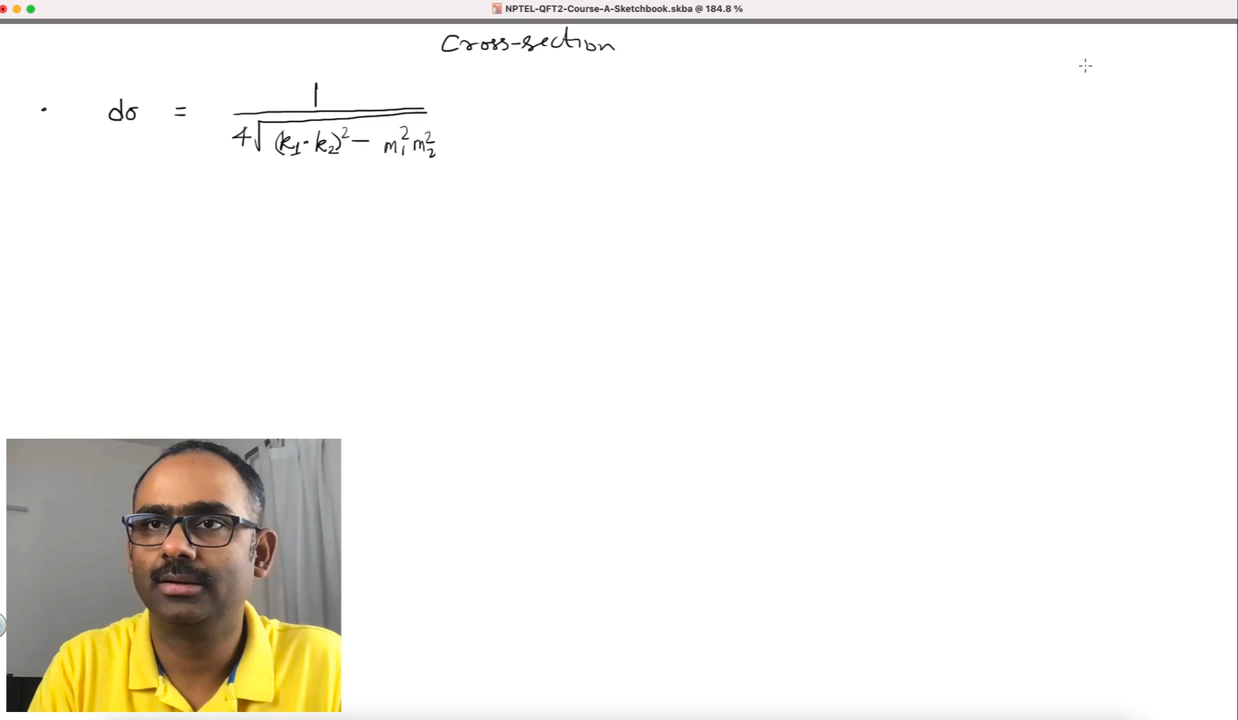 NPTEL-QFT2-Course-A-Sketchbook.skba @ 184.8 %
Cross-section
· dσ = 1 / 4√(k₁·k₂)² − m₁²m₂²